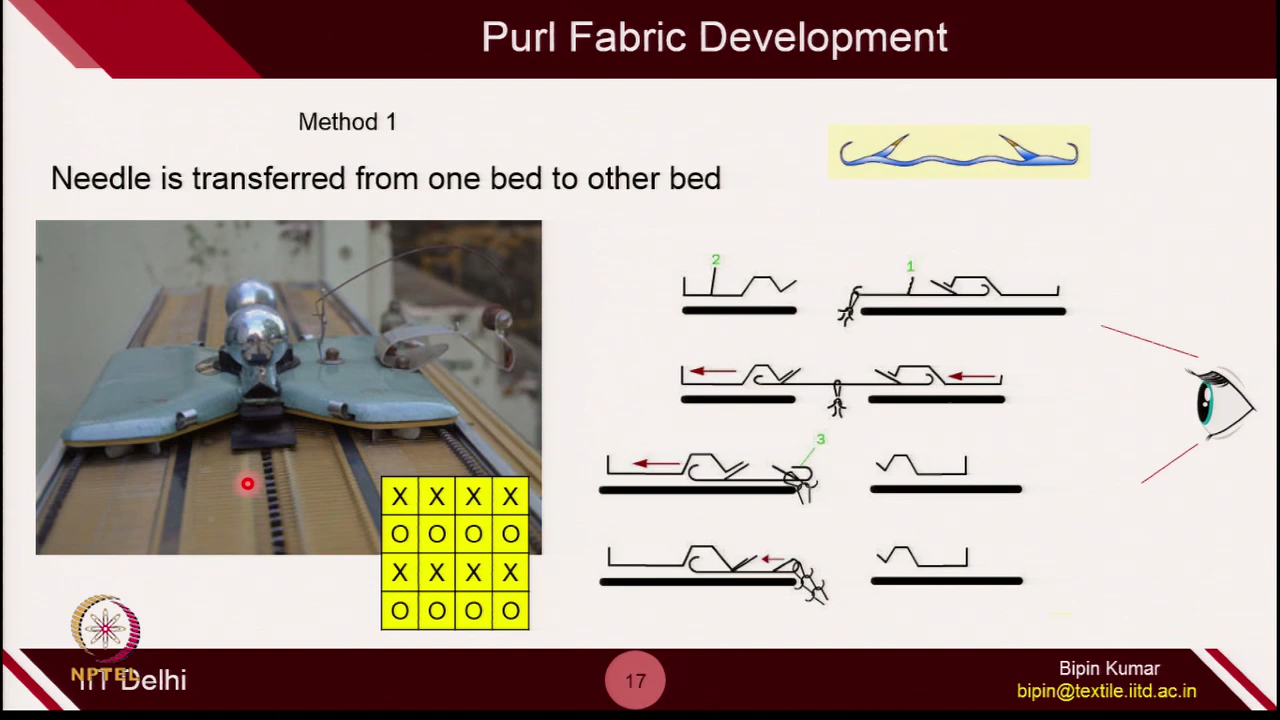 Purl Fabric Development
Method 1
Needle is transferred from one bed to other bed
2
1
3
X X X X
O O O O
X X X X
O O O O
NPTEL
IIT Delhi
17
Bipin Kumar
bipin@textile.iitd.ac.in